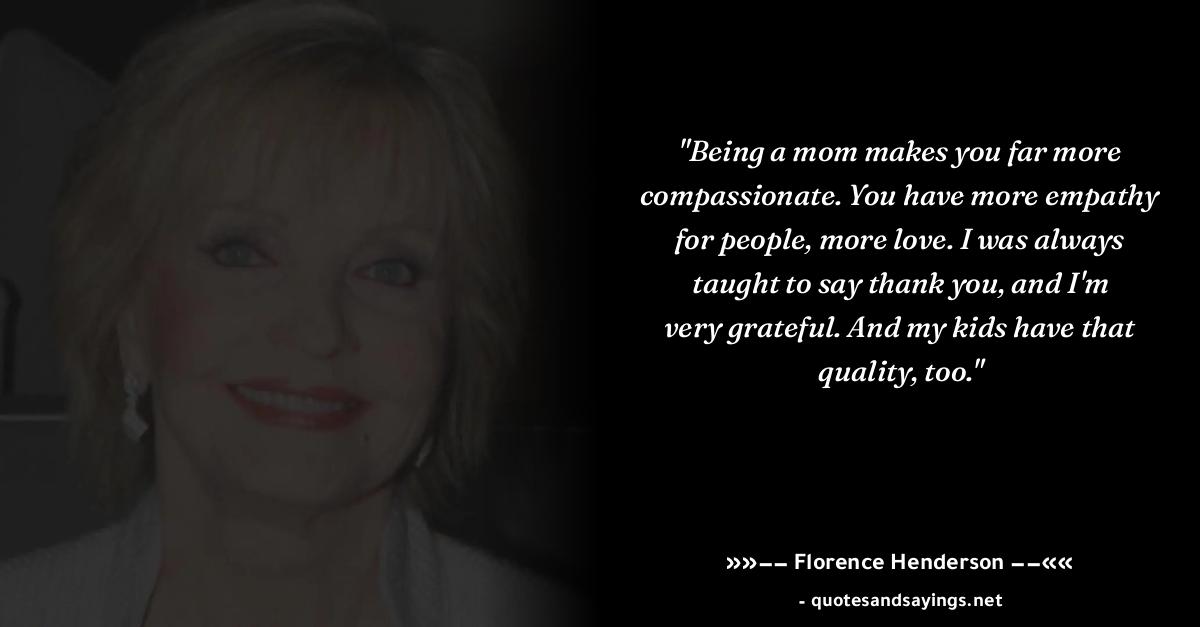 "Being a mom makes you far more
compassionate. You have more empathy
for people, more love. I was always
taught to say thank you, and I'm
very grateful. And my kids have that
quality, too."
»»–– Florence Henderson ––««
- quotesandsayings.net